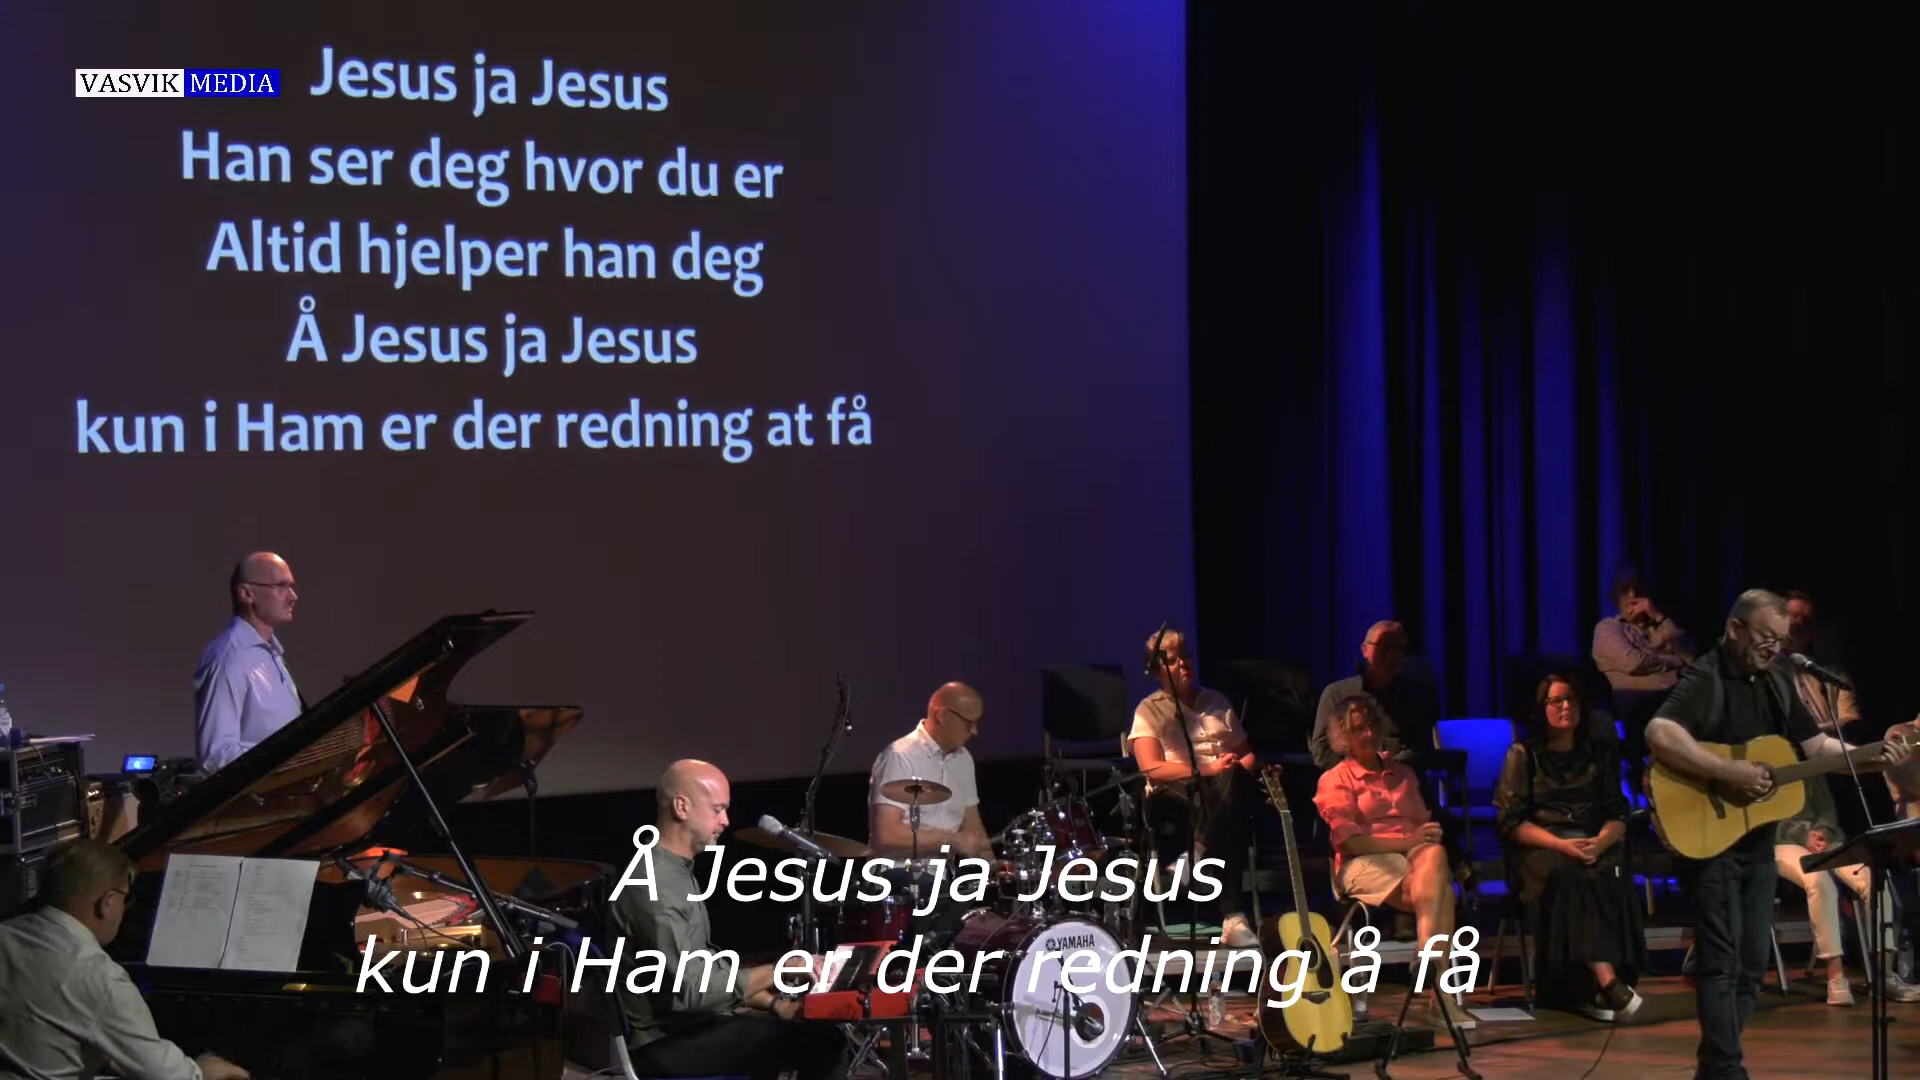 VASVIK MEDIA
Jesus ja Jesus
Han ser deg hvor du er
Altid hjelper han deg
Å Jesus ja Jesus
kun i Ham er der redning at få
YAMAHA
Å Jesus ja Jesus
kun i Ham er der redning å få